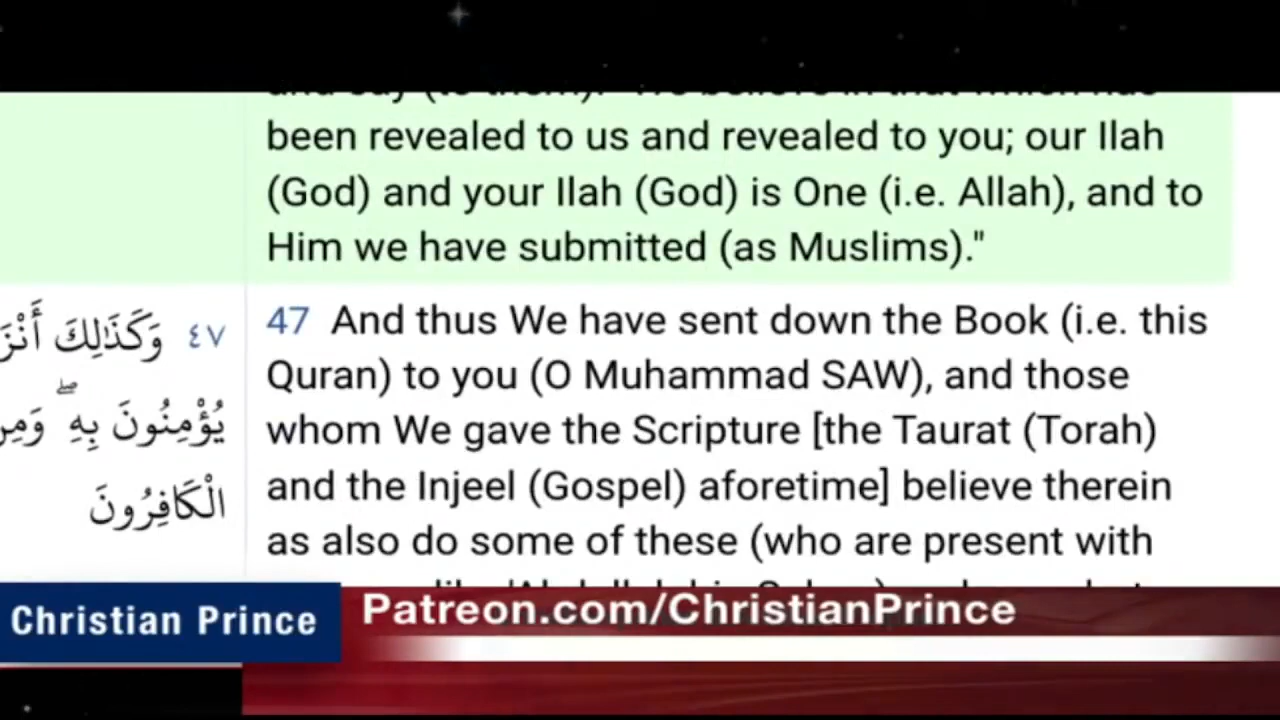 been revealed to us and revealed to you; our Ilah
(God) and your Ilah (God) is One (i.e. Allah), and to
Him we have submitted (as Muslims)."
٤٧ وَكَذَٰلِكَ
47 And thus We have sent down the Book (i.e. this
Quran) to you (O Muhammad SAW), and those
يُؤْمِنُونَ بِهِ ۖ
whom We gave the Scripture [the Taurat (Torah)
and the Injeel (Gospel) aforetime] believe therein
الْكَافِرُونَ
as also do some of these (who are present with
Christian Prince
Patreon.com/ChristianPrince